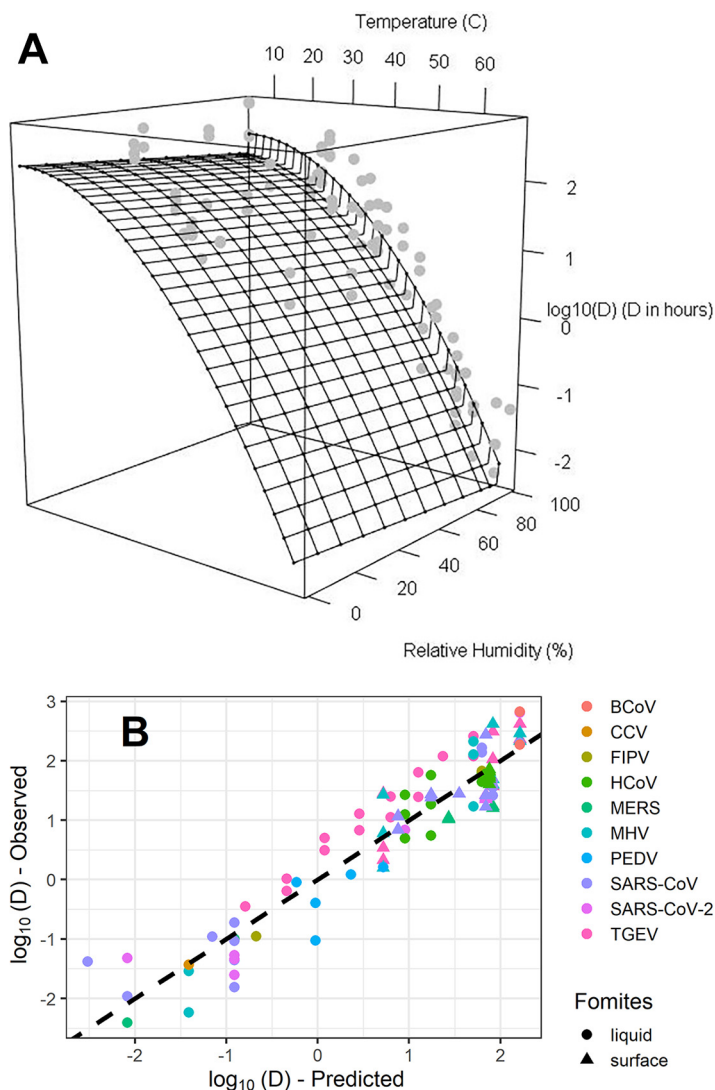 Temperature (C)
A
10 20 30 40 50 60
2
1
log10(D) (D in hours)
0
-1
-2
100
80
60
40
20
0
Relative Humidity (%)
B
3
2
1
0
-1
-2
log10 (D) - Observed
-2 -1 0 1 2
log10 (D) - Predicted
BCoV
CCV
FIPV
HCoV
MERS
MHV
PEDV
SARS-CoV
SARS-CoV-2
TGEV
Fomites
liquid
surface